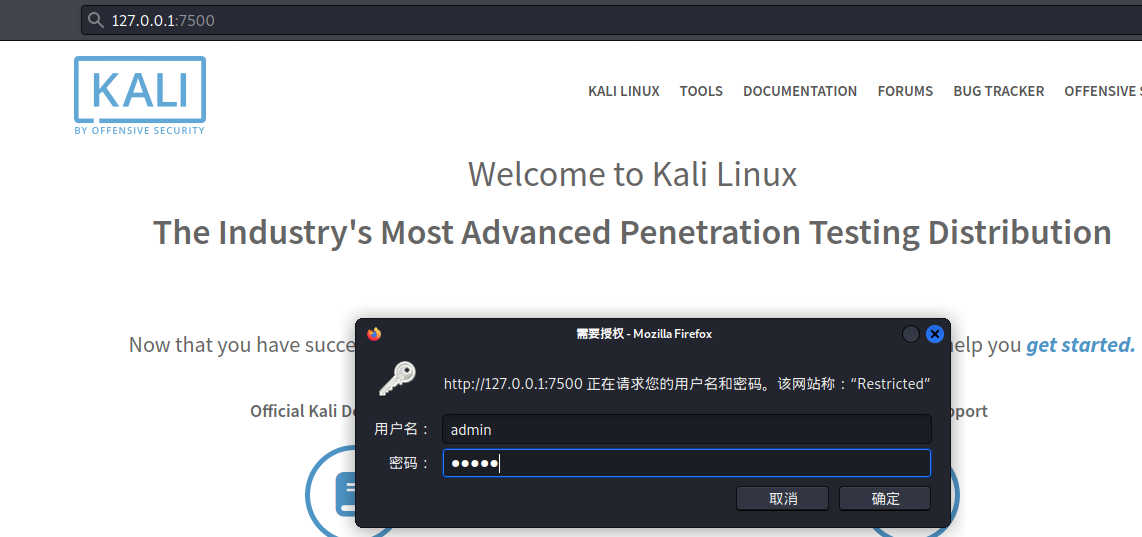 127.0.0.1:7500
KALI
BY OFFENSIVE SECURITY
KALI LINUX TOOLS DOCUMENTATION FORUMS BUG TRACKER OFFENSIVE
Welcome to Kali Linux
The Industry's Most Advanced Penetration Testing Distribution
Now that you have succe elp you get started.
Official Kali Do pport
需要授权 - Mozilla Firefox
http://127.0.0.1:7500 正在请求您的用户名和密码。该网站称：“Restricted”
用户名： admin
密码： ●●●●●
取消 确定